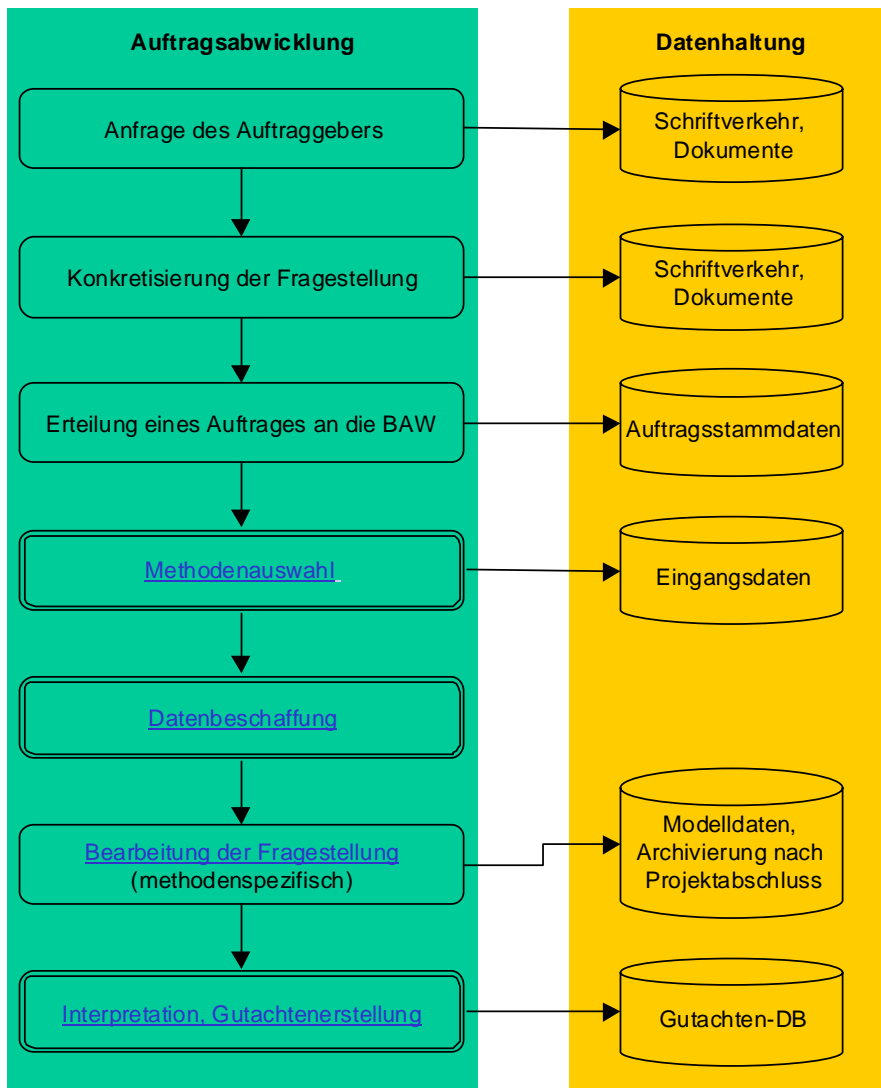 Auftragsabwicklung
Datenhaltung
Anfrage des Auftraggebers
Schriftverkehr,
Dokumente
Konkretisierung der Fragestellung
Schriftverkehr,
Dokumente
Erteilung eines Auftrages an die BAW
Auftragsstammdaten
Methodenauswahl
Eingangsdaten
Datenbeschaffung
Bearbeitung der Fragestellung
(methodenspezifisch)
Modelldaten,
Archivierung nach
Projektabschluss
Interpretation, Gutachtenerstellung
Gutachten-DB